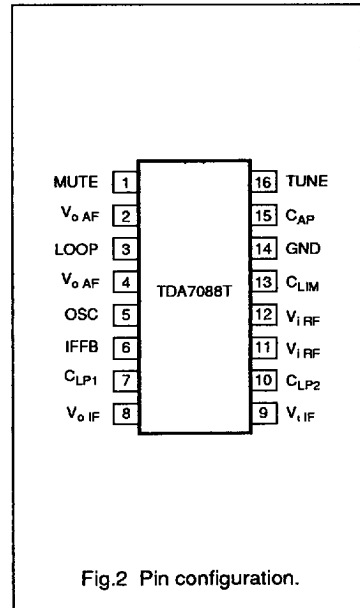 MUTE 1 16 TUNE
Vo AF 2 15 CAP
LOOP 3 14 GND
Vo AF 4 TDA7088T 13 CLIM
OSC 5 12 Vi RF
IFFB 6 11 Vi RF
CLP1 7 10 CLP2
Vo IF 8 9 Vi IF
Fig.2 Pin configuration.